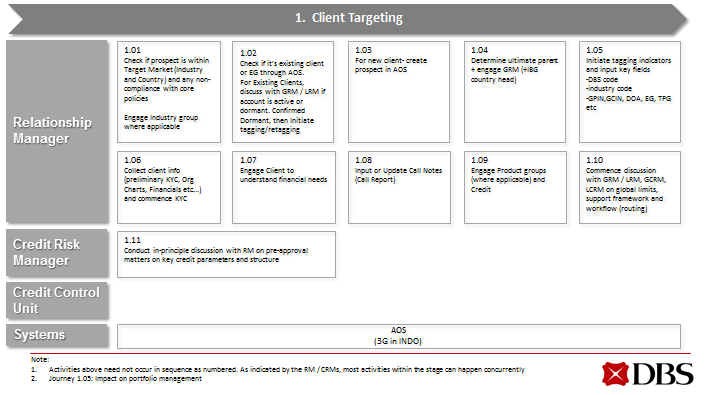 1. Client Targeting
Relationship
Manager
1.01
Check if prospect is within
Target Market (Industry
and Country) and any non-
compliance with core
policies
Engage Industry group
where applicable
1.02
Check if it's existing client
or EG through AOS.
For Existing Clients,
discuss with GRM / LRM if
account is active or
dormant. Confirmed
Dormant, then Initiate
tagging/retagging
1.03
For new client- create
prospect in AOS
1.04
Determine ultimate parent
+ engage GRM (+IBG
country head)
1.05
Initiate tagging indicators
and input key fields
-DBS code
-industry code
-GPIN,GCIN, DOA, EG, TPG
etc
1.06
Collect client info
(preliminary KYC, Org
Charts, Financials etc...)
and commence KYC
1.07
Engage Client to
understand financial needs
1.08
Input or Update Call Notes
(Call Report)
1.09
Engage Product groups
(where applicable) and
Credit
1.10
Commence discussion
with GRM / LRM, GCRM,
LCRM on global limits,
support framework and
workflow (routing)
Credit Risk
Manager
1.11
Conduct in-principle discussion with RM on pre-approval
matters on key credit parameters and structure
Credit Control
Unit
Systems
AOS
(3G in INDO)
Note:
1. Activities above need not occur in sequence as numbered. As indicated by the RM / CRMs, most activities within the stage can happen concurrently
2. Journey 1.05: Impact on portfolio management
DBS